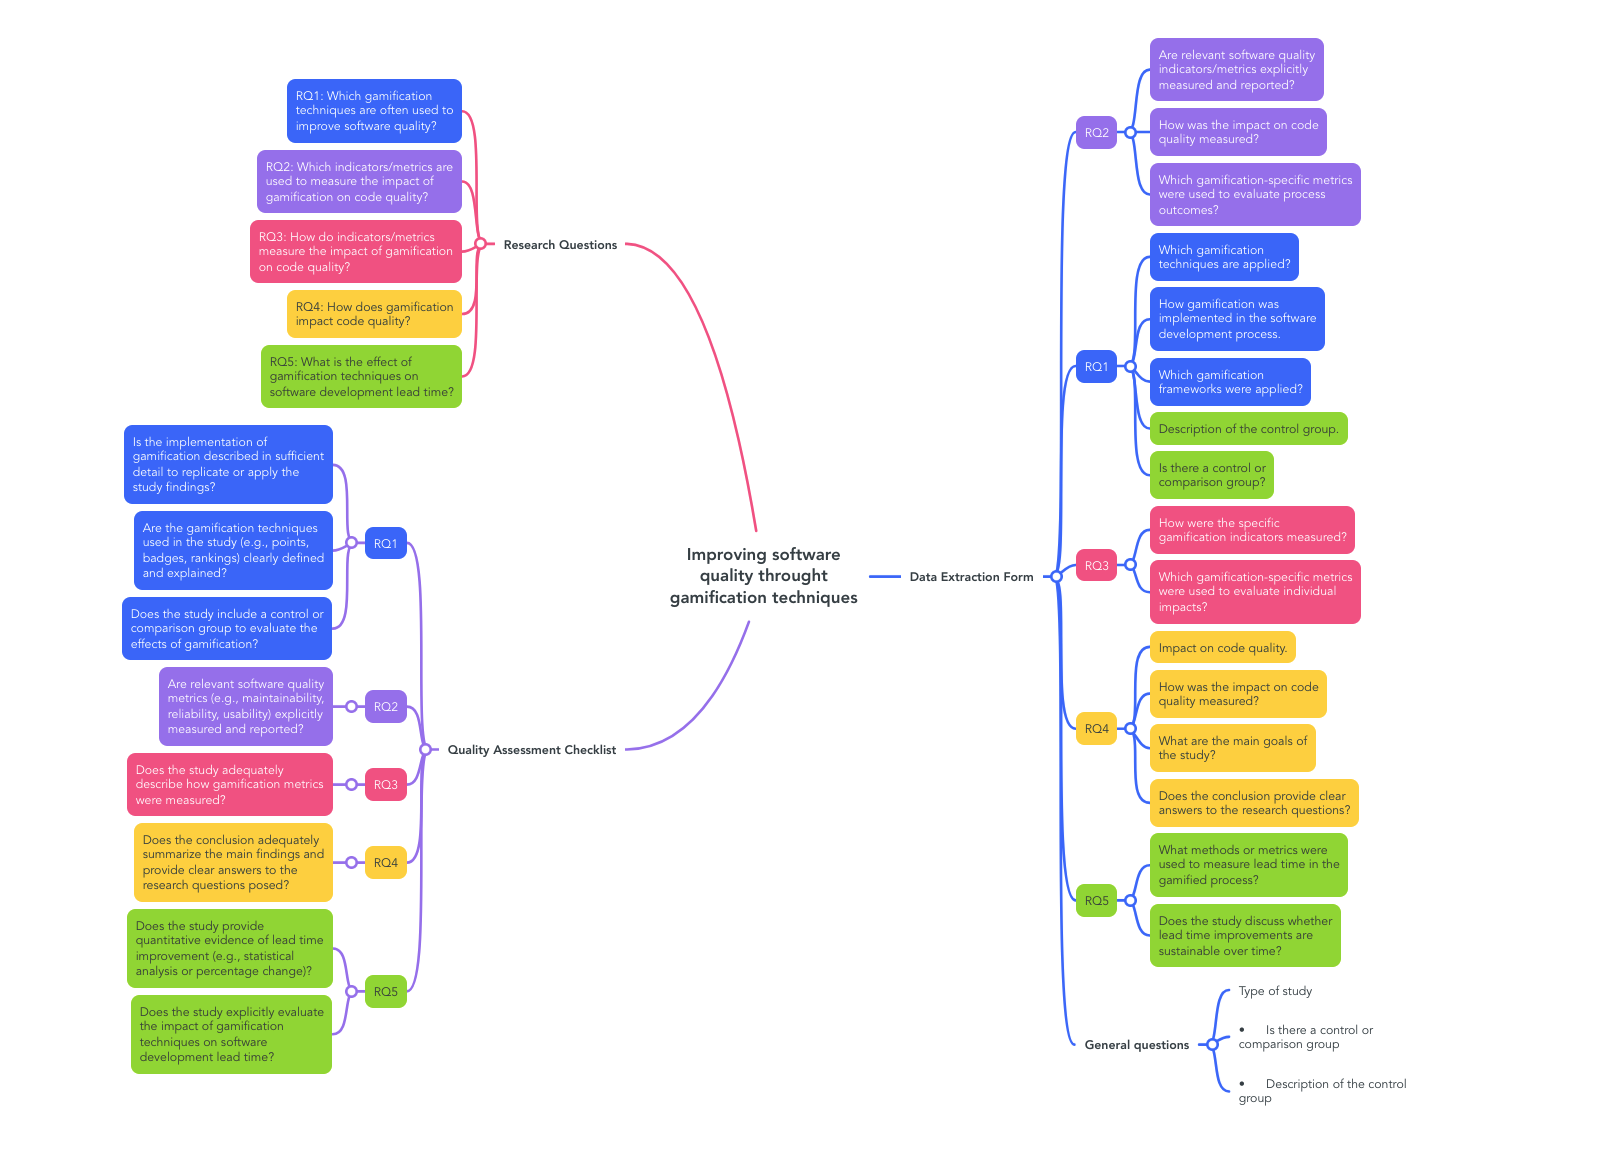 RQ1: Which gamification
techniques are often used to
improve software quality?
RQ2: Which indicators/metrics are
used to measure the impact of
gamification on code quality?
RQ3: How do indicators/metrics
measure the impact of gamification
on code quality?
RQ4: How does gamification
impact code quality?
RQ5: What is the effect of
gamification techniques on
software development lead time?
Research Questions
Is the implementation of
gamification described in sufficient
detail to replicate or apply the
study findings?
Are the gamification techniques
used in the study (e.g., points,
badges, rankings) clearly defined
and explained?
Does the study include a control or
comparison group to evaluate the
effects of gamification?
RQ1
Are relevant software quality
metrics (e.g., maintainability,
reliability, usability) explicitly
measured and reported?
RQ2
Does the study adequately
describe how gamification metrics
were measured?
RQ3
Does the conclusion adequately
summarize the main findings and
provide clear answers to the
research questions posed?
RQ4
Does the study provide
quantitative evidence of lead time
improvement (e.g., statistical
analysis or percentage change)?
Does the study explicitly evaluate
the impact of gamification
techniques on software
development lead time?
RQ5
Quality Assessment Checklist
Improving software
quality throught
gamification techniques
Data Extraction Form
RQ2
Are relevant software quality
indicators/metrics explicitly
measured and reported?
How was the impact on code
quality measured?
Which gamification-specific metrics
were used to evaluate process
outcomes?
RQ1
Which gamification
techniques are applied?
How gamification was
implemented in the software
development process.
Which gamification
frameworks were applied?
Description of the control group.
Is there a control or
comparison group?
RQ3
How were the specific
gamification indicators measured?
Which gamification-specific metrics
were used to evaluate individual
impacts?
RQ4
Impact on code quality.
How was the impact on code
quality measured?
What are the main goals of
the study?
Does the conclusion provide clear
answers to the research questions?
RQ5
What methods or metrics were
used to measure lead time in the
gamified process?
Does the study discuss whether
lead time improvements are
sustainable over time?
General questions
Type of study
• Is there a control or
comparison group
• Description of the control
group